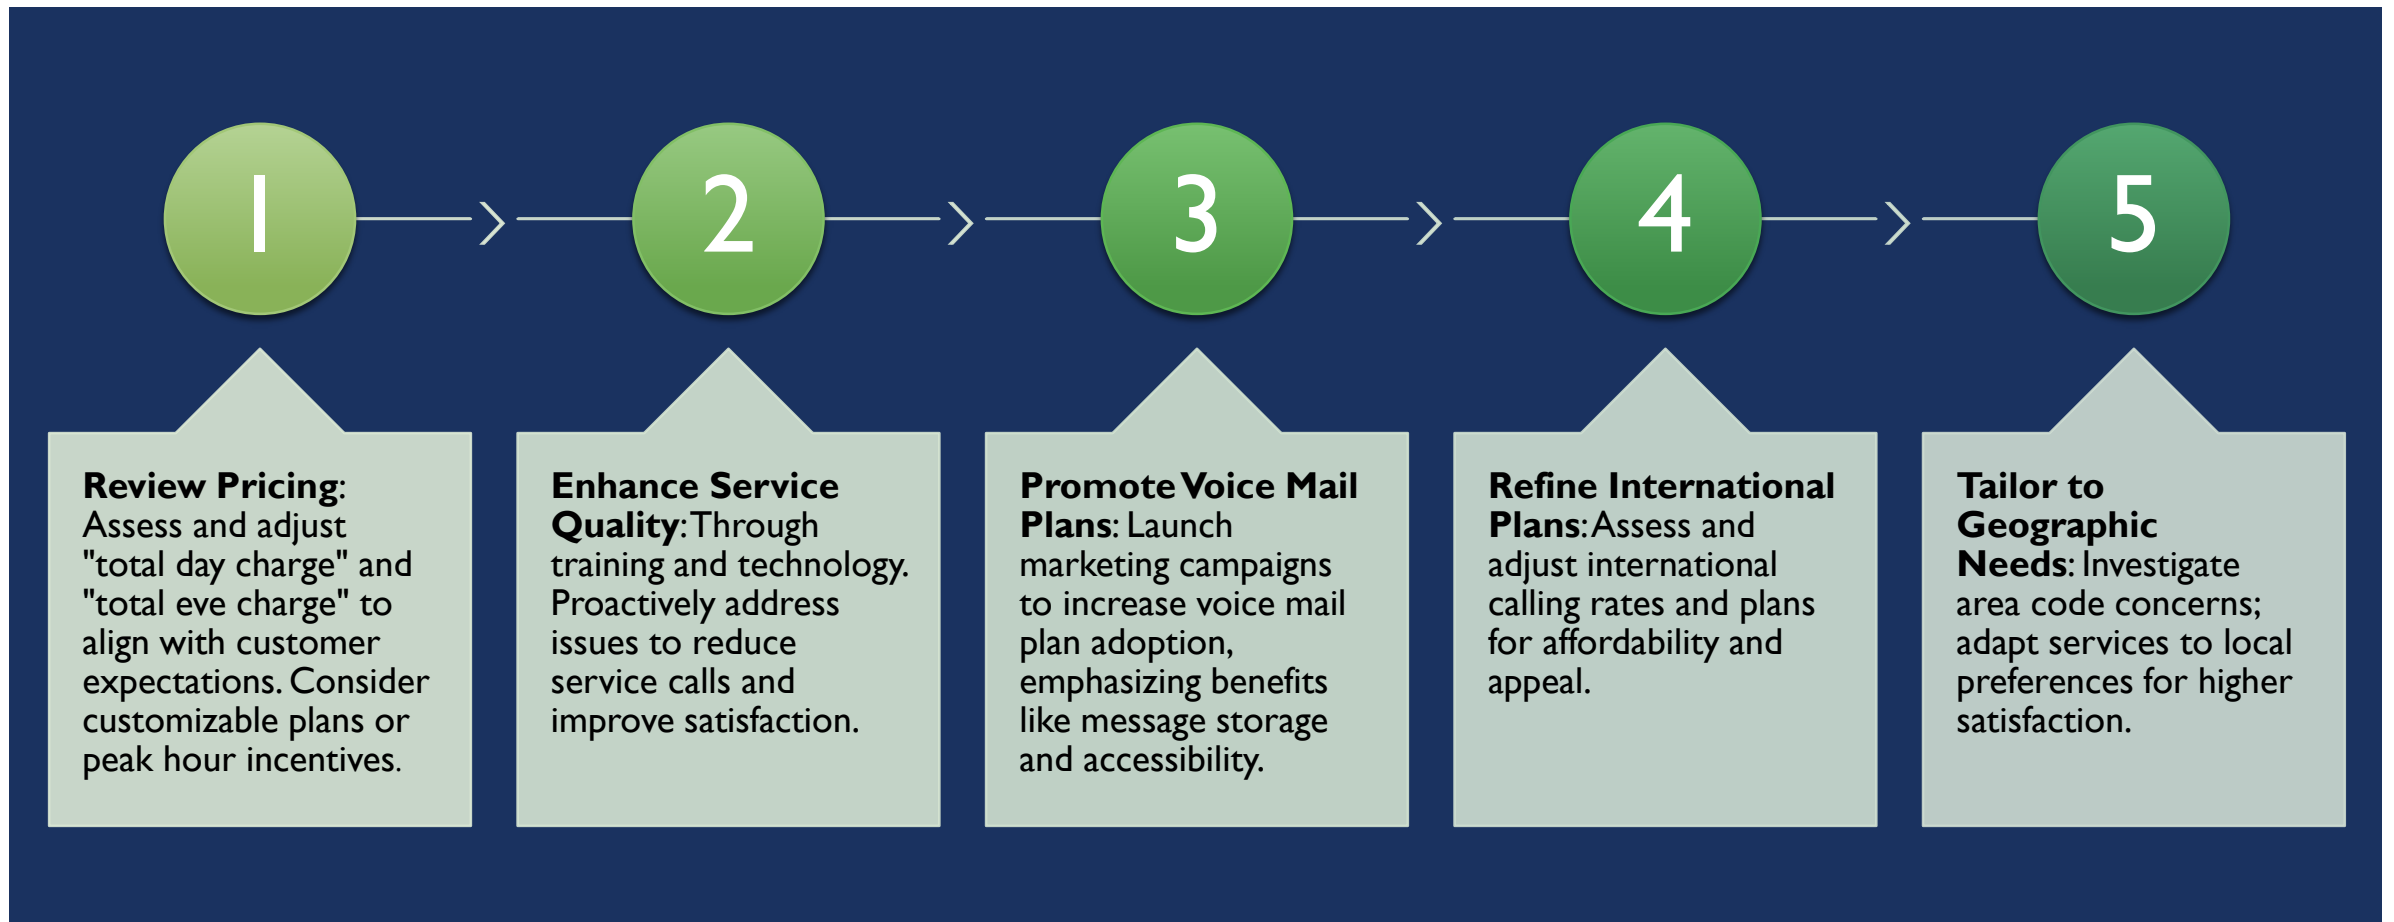 1
2
3
4
5
Review Pricing:
Assess and adjust
"total day charge" and
"total eve charge" to
align with customer
expectations. Consider
customizable plans or
peak hour incentives.
Enhance Service
Quality: Through
training and technology.
Proactively address
issues to reduce
service calls and
improve satisfaction.
Promote Voice Mail
Plans: Launch
marketing campaigns
to increase voice mail
plan adoption,
emphasizing benefits
like message storage
and accessibility.
Refine International
Plans: Assess and
adjust international
calling rates and plans
for affordability and
appeal.
Tailor to
Geographic
Needs: Investigate
area code concerns;
adapt services to local
preferences for higher
satisfaction.